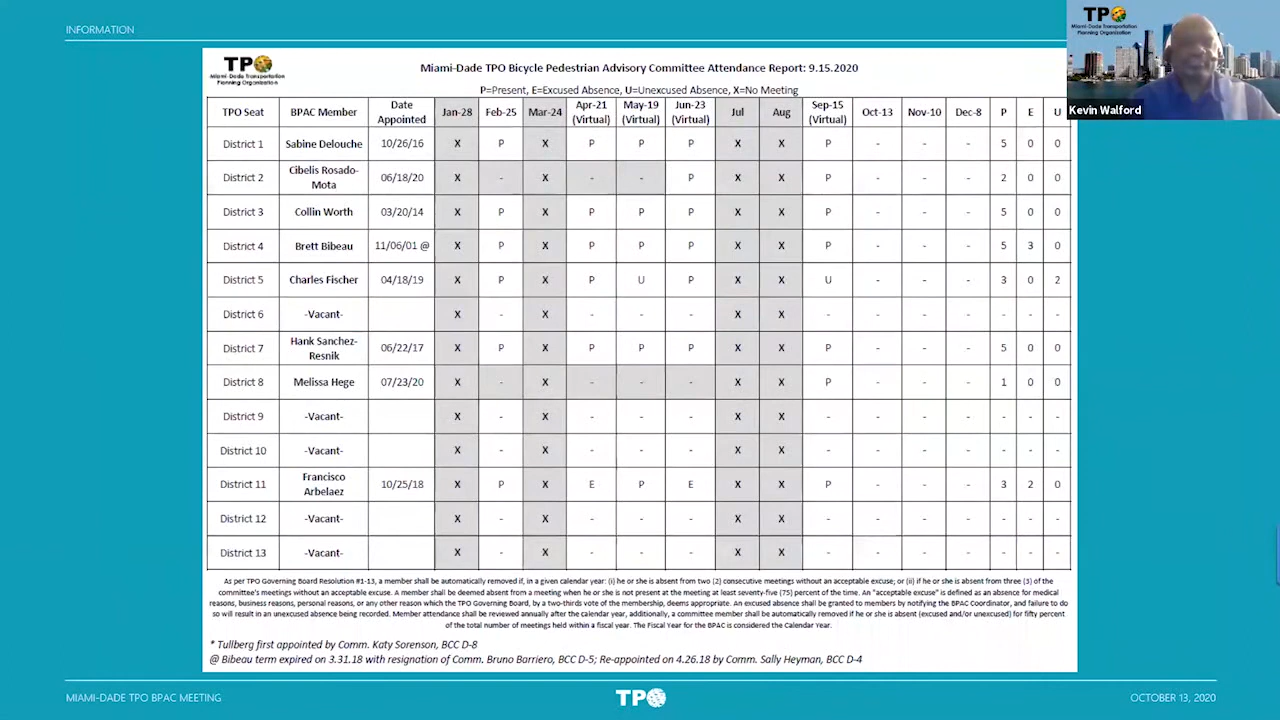 INFORMATION
TPO
Miami-Dade Transportation
Planning Organization
Kevin Walford
TPO
Miami-Dade Transportation
Planning Organization
Miami-Dade TPO Bicycle Pedestrian Advisory Committee Attendance Report: 9.15.2020
P=Present, E=Excused Absence, U=Unexcused Absence, X=No Meeting
TPO Seat BPAC Member Date Appointed Jan-28 Feb-25 Mar-24 Apr-21 (Virtual) May-19 (Virtual) Jun-23 (Virtual) Jul Aug Sep-15 (Virtual) Oct-13 Nov-10 Dec-8 P E U
District 1 Sabine Delouche 10/26/16 X P X P P P X X P - - - 5 0 0
District 2 Cibelis Rosado-Mota 06/18/20 X - X - - P X X P - - - 2 0 0
District 3 Collin Worth 03/20/14 X P X P P P X X P - - - 5 0 0
District 4 Brett Bibeau 11/06/01 @ X P X P P P X X P - - - 5 3 0
District 5 Charles Fischer 04/18/19 X P X P U P X X U - - - 3 0 2
District 6 -Vacant- X - X - - - X X - - - - - - -
District 7 Hank Sanchez-Resnik 06/22/17 X P X P P P X X P - - - 5 0 0
District 8 Melissa Hege 07/23/20 X - X - - - X X P - - - 1 0 0
District 9 -Vacant- X - X - - - X X - - - - - - -
District 10 -Vacant- X - X - - - X X - - - - - - -
District 11 Francisco Arbelaez 10/25/18 X P X E P E X X P - - - 3 2 0
District 12 -Vacant- X - X - - - X X - - - - - - -
District 13 -Vacant- X - X - - - X X - - - - - - -
As per TPO Governing Board Resolution #1-13, a member shall be automatically removed if, in a given calendar year: (i) he or she is absent from two (2) consecutive meetings without an acceptable excuse; or (ii) if he or she is absent from three (3) of the
committee's meetings without an acceptable excuse. A member shall be deemed absent from a meeting when he or she is not present at the meeting at least seventy-five (75) percent of the time. An "acceptable excuse" is defined as an absence for medical
reasons, business reasons, personal reasons, or any other reason which the TPO Governing Board, by a two-thirds vote of the membership, deems appropriate. An excused absence shall be granted to members by notifying the BPAC Coordinator, and failure to do
so will result in an unexcused absence being recorded. Member attendance shall be reviewed annually after the calendar year, additionally, a committee member shall be automatically removed if he or she is absent (excused and/or unexcused) for fifty percent
of the total number of meetings held within a fiscal year. The Fiscal Year for the BPAC is considered the Calendar Year.
* Tullberg first appointed by Comm. Katy Sorenson, BCC D-8
@ Bibeau term expired on 3.31.18 with resignation of Comm. Bruno Barriero, BCC D-5; Re-appointed on 4.26.18 by Comm. Sally Heyman, BCC D-4
MIAMI-DADE TPO BPAC MEETING
TPO
OCTOBER 13, 2020